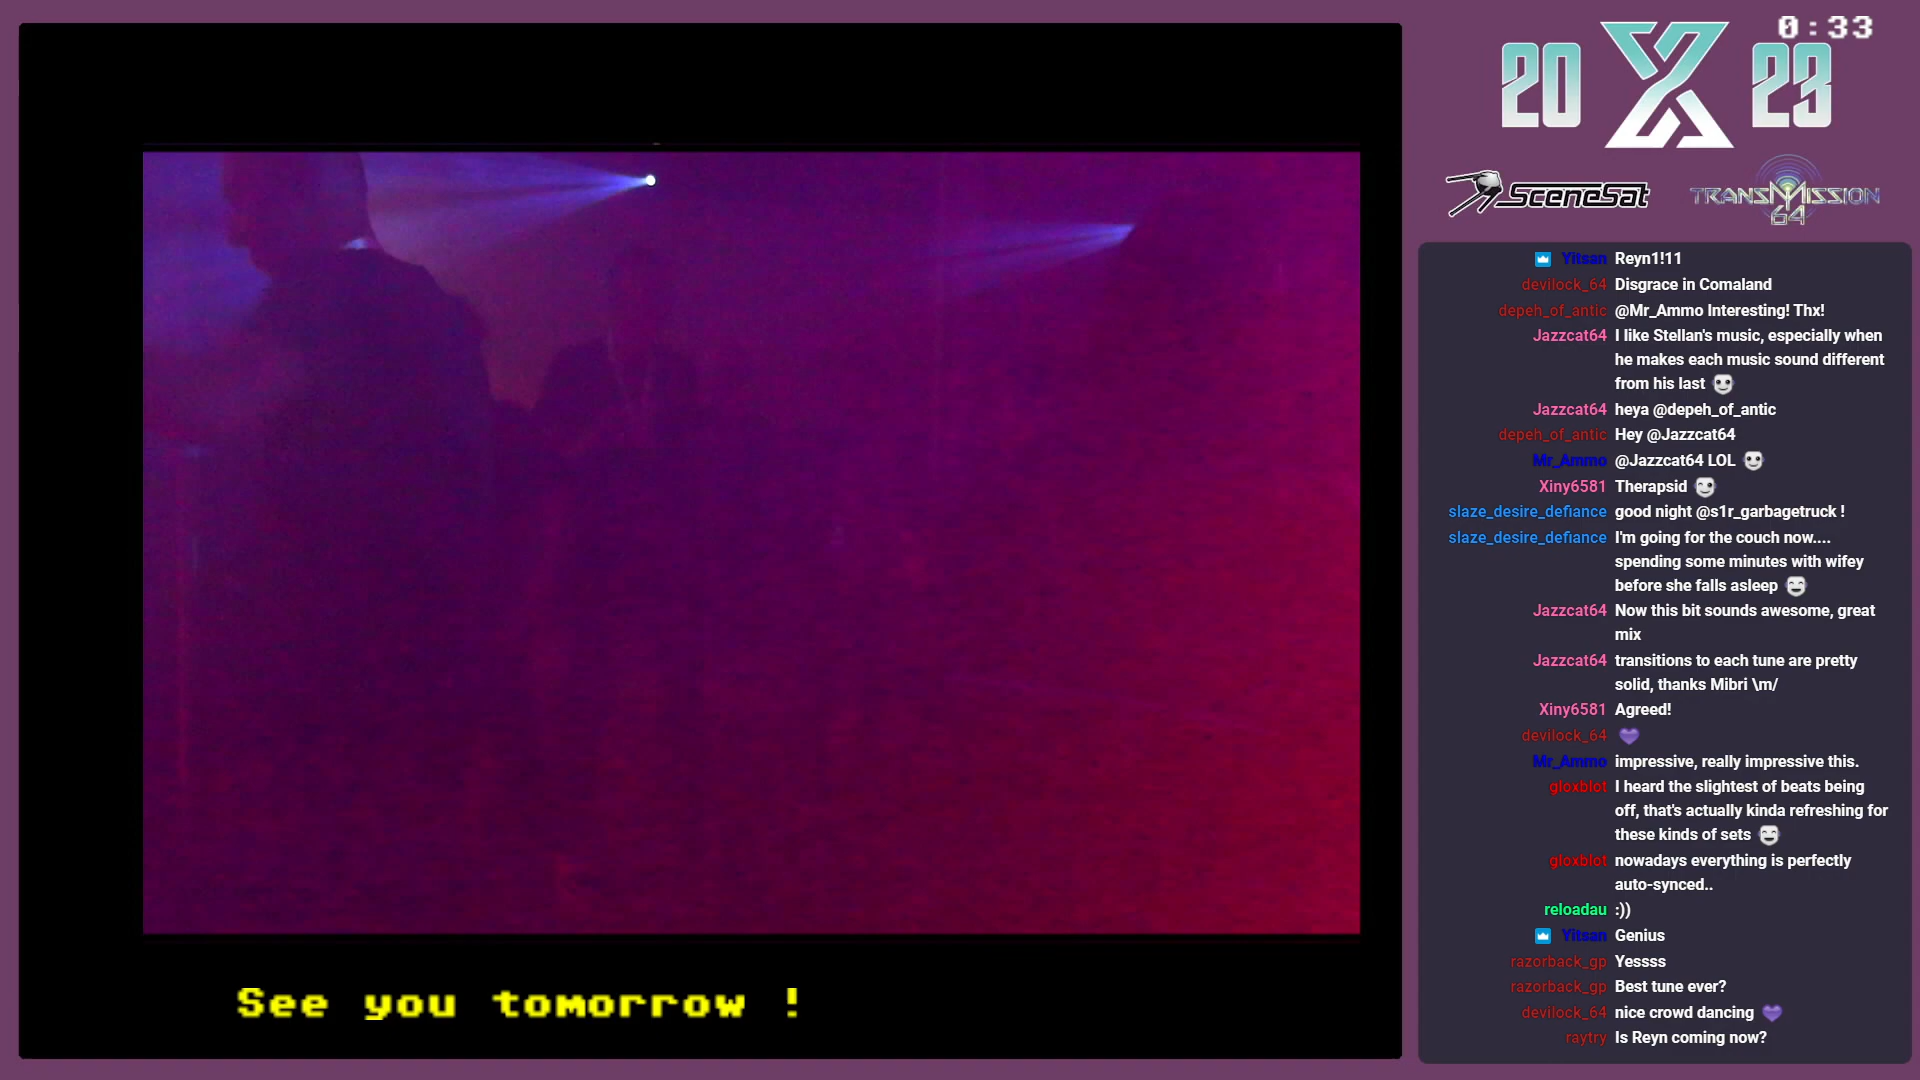 0:33
20 X 23
SceneSat
TRANSMISSION
64
Yitsan Reyn1!11
devilock_64 Disgrace in Comaland
depeh_of_antic @Mr_Ammo Interesting! Thx!
Jazzcat64 I like Stellan's music, especially when
he makes each music sound different
from his last
Jazzcat64 heya @depeh_of_antic
depeh_of_antic Hey @Jazzcat64
Mr_Ammo @Jazzcat64 LOL
Xiny6581 Therapsid
slaze_desire_defiance good night @s1r_garbagetruck !
slaze_desire_defiance I'm going for the couch now....
spending some minutes with wifey
before she falls asleep
Jazzcat64 Now this bit sounds awesome, great
mix
Jazzcat64 transitions to each tune are pretty
solid, thanks Mibri \m/
Xiny6581 Agreed!
devilock_64
Mr_Ammo impressive, really impressive this.
gloxblot I heard the slightest of beats being
off, that's actually kinda refreshing for
these kinds of sets
gloxblot nowadays everything is perfectly
auto-synced..
reloadau :))
Yitsan Genius
razorback_gp Yessss
razorback_gp Best tune ever?
devilock_64 nice crowd dancing
raytry Is Reyn coming now?
See you tomorrow !